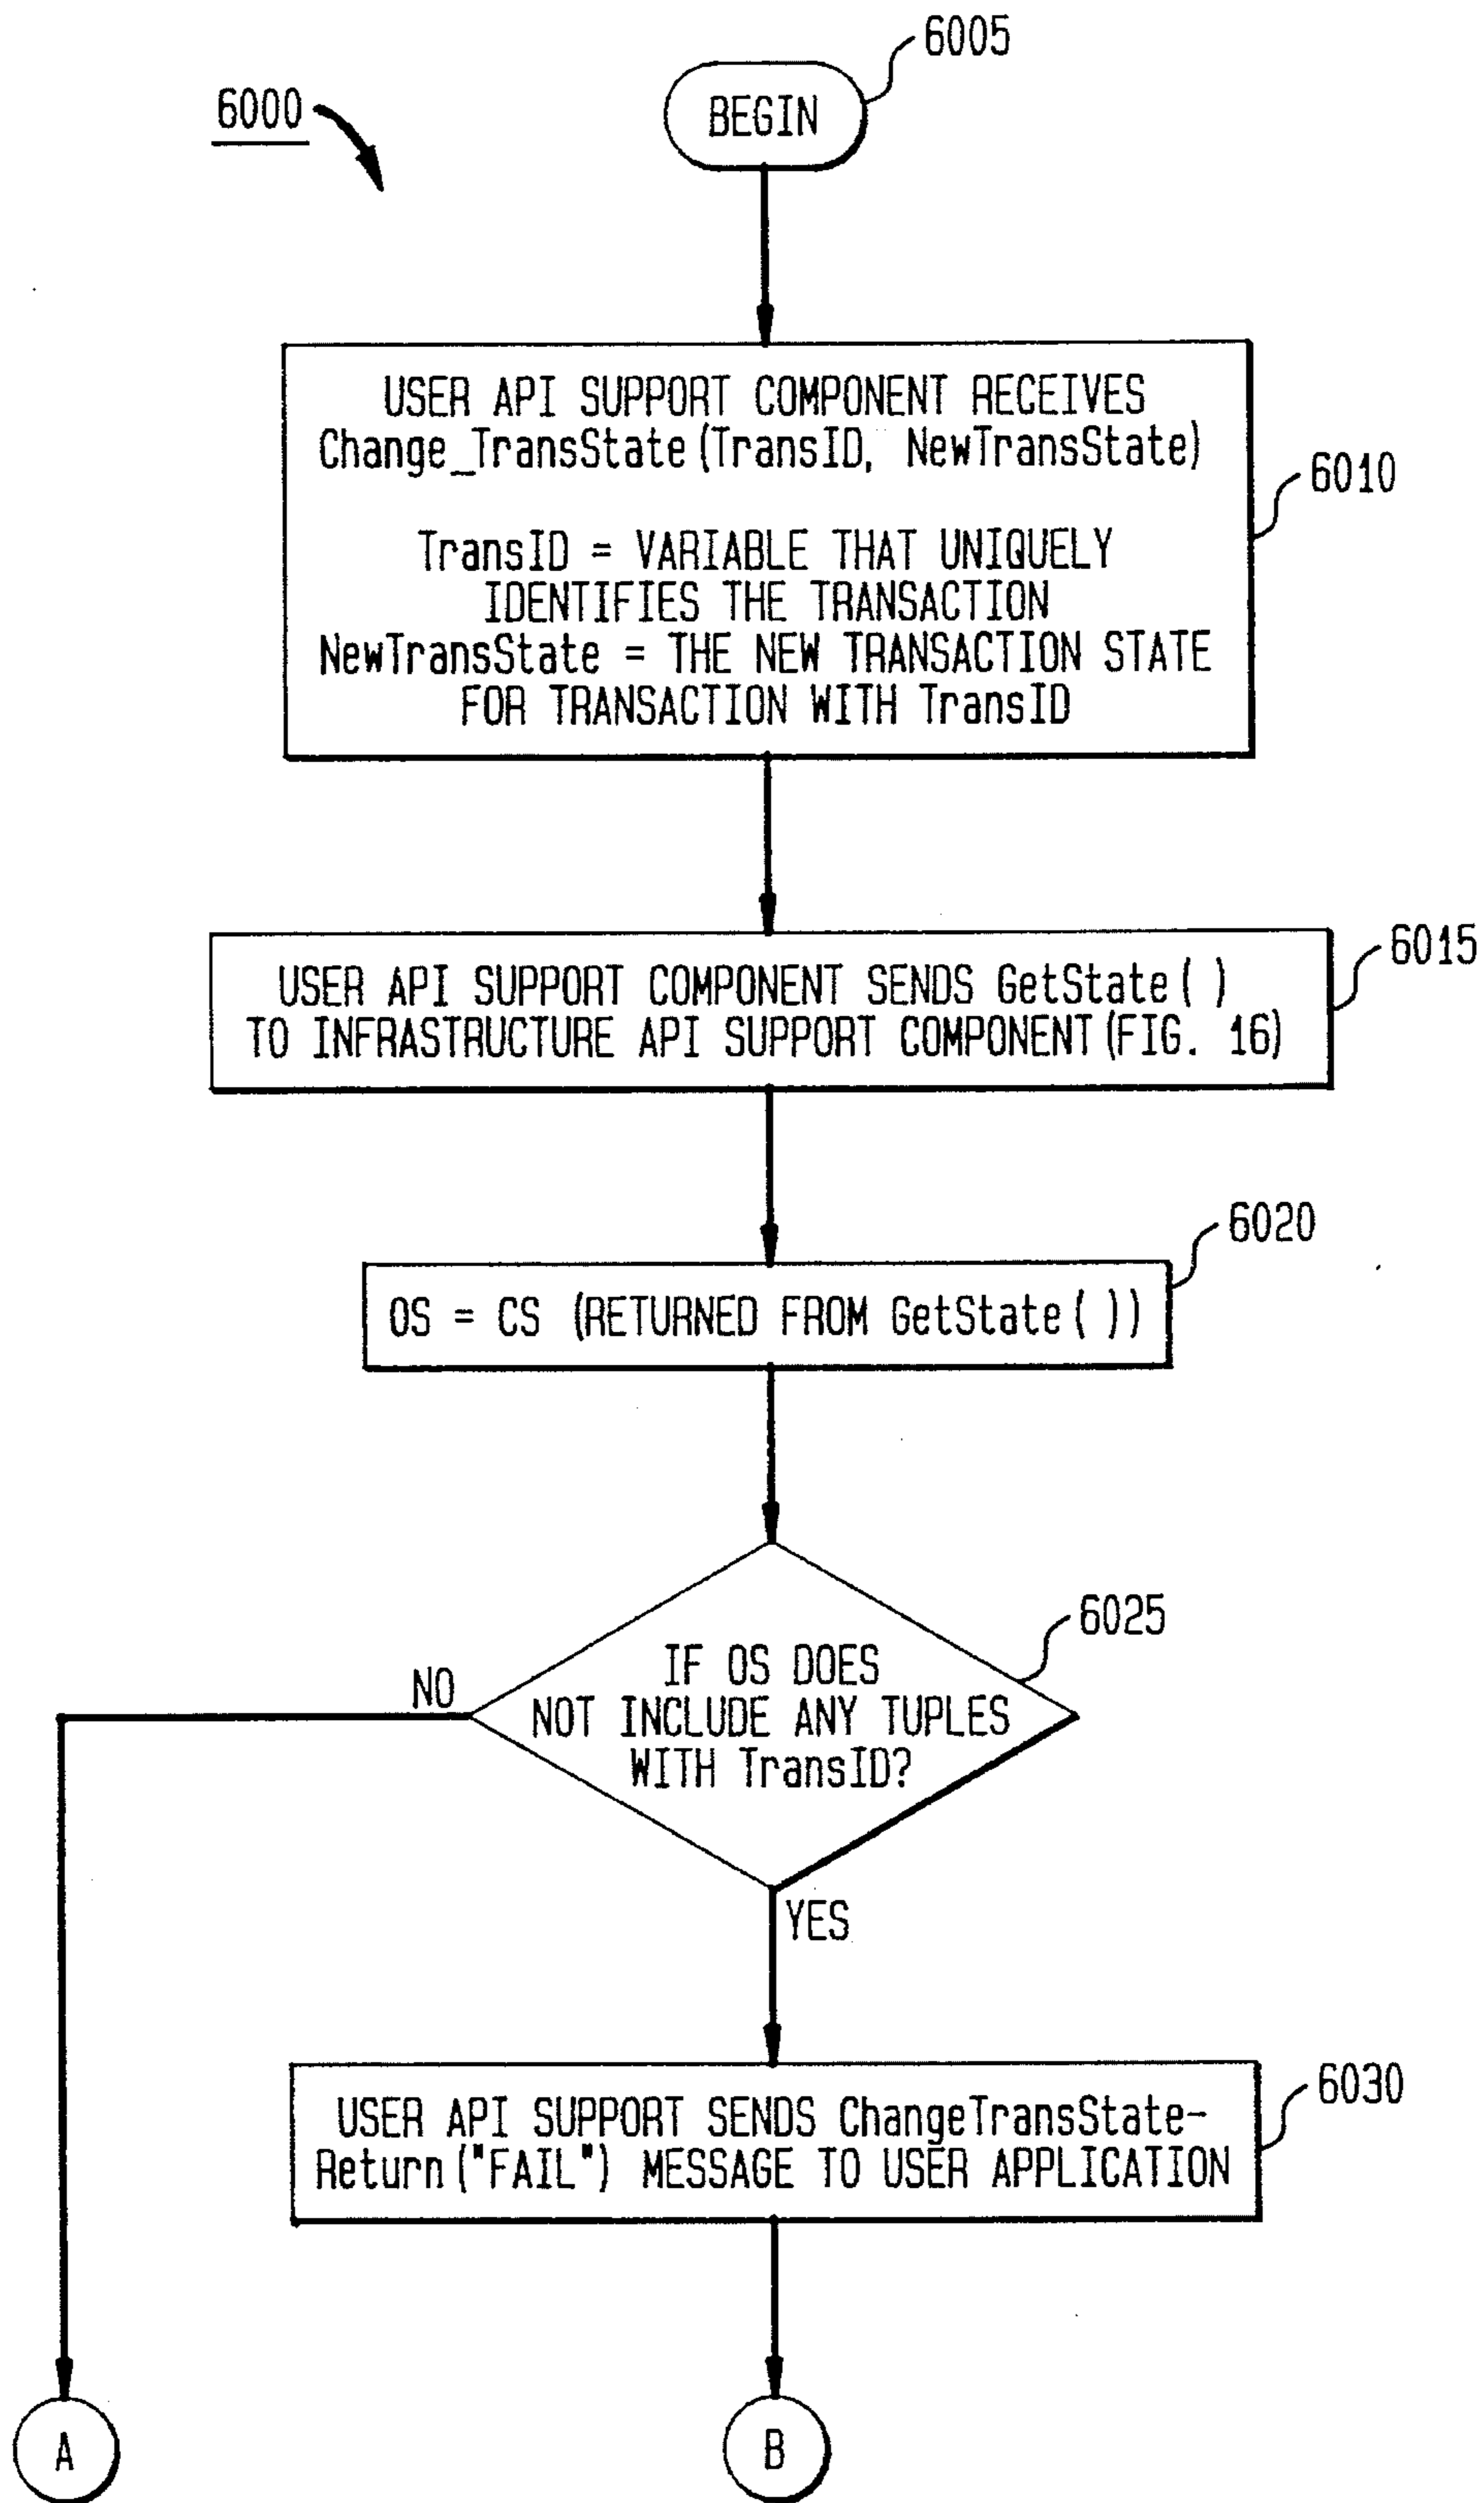 6005
6000
BEGIN
USER API SUPPORT COMPONENT RECEIVES
Change_TransState(TransID, NewTransState)
6010
TransID = VARIABLE THAT UNIQUELY
IDENTIFIES THE TRANSACTION
NewTransState = THE NEW TRANSACTION STATE
FOR TRANSACTION WITH TransID
6015
USER API SUPPORT COMPONENT SENDS GetState( )
TO INFRASTRUCTURE API SUPPORT COMPONENT(FIG. 16)
6020
OS = CS (RETURNED FROM GetState( ))
6025
IF OS DOES
NOT INCLUDE ANY TUPLES
WITH TransID?
NO
YES
6030
USER API SUPPORT SENDS ChangeTransState-
Return("FAIL") MESSAGE TO USER APPLICATION
A
B